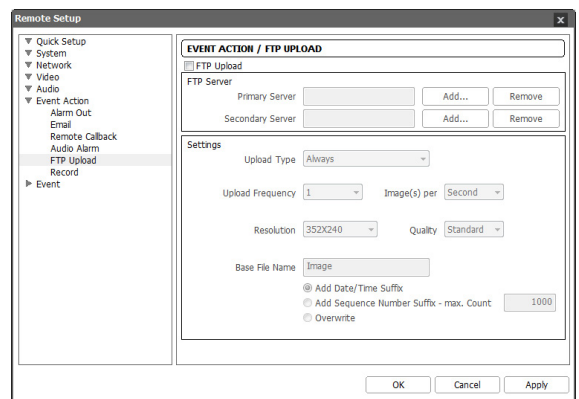 Remote Setup x
Quick Setup
System
Network
Video
Audio
Event Action
Alarm Out
Email
Remote Callback
Audio Alarm
FTP Upload
Record
Event
EVENT ACTION / FTP UPLOAD
FTP Upload
FTP Server
Primary Server Add... Remove
Secondary Server Add... Remove
Settings
Upload Type Always
Upload Frequency 1 Image(s) per Second
Resolution 352X240 Quality Standard
Base File Name Image
Add Date/Time Suffix
Add Sequence Number Suffix - max. Count 1000
Overwrite
OK Cancel Apply